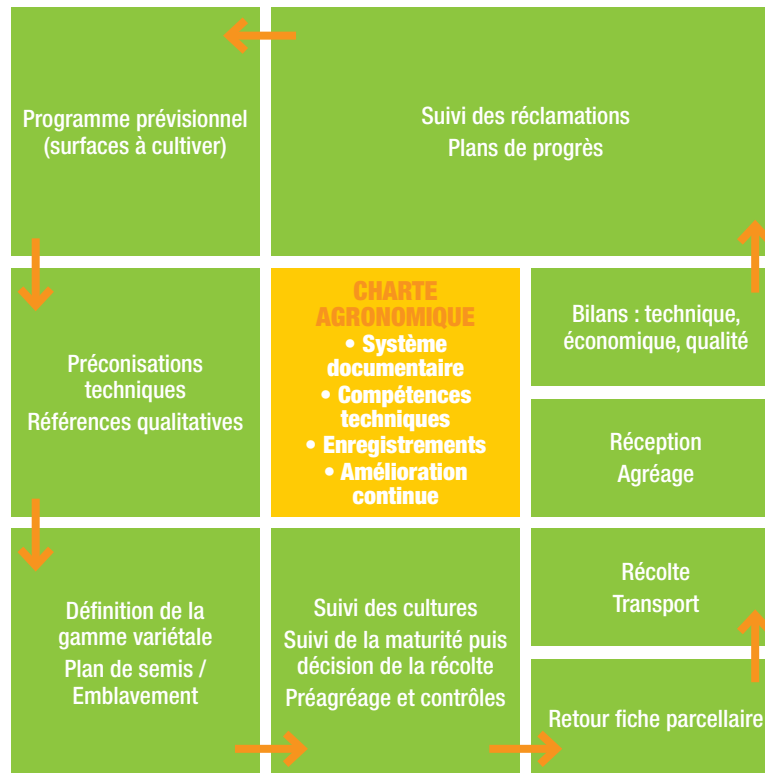 Programme prévisionnel
(surfaces à cultiver)
Suivi des réclamations
Plans de progrès
Préconisations
techniques
Références qualitatives
CHARTE
AGRONOMIQUE
• Système
documentaire
• Compétences
techniques
• Enregistrements
• Amélioration
continue
Bilans : technique,
économique, qualité
Réception
Agréage
Définition de la
gamme variétale
Plan de semis /
Emblavement
Suivi des cultures
Suivi de la maturité puis
décision de la récolte
Préagréage et contrôles
Récolte
Transport
Retour fiche parcellaire